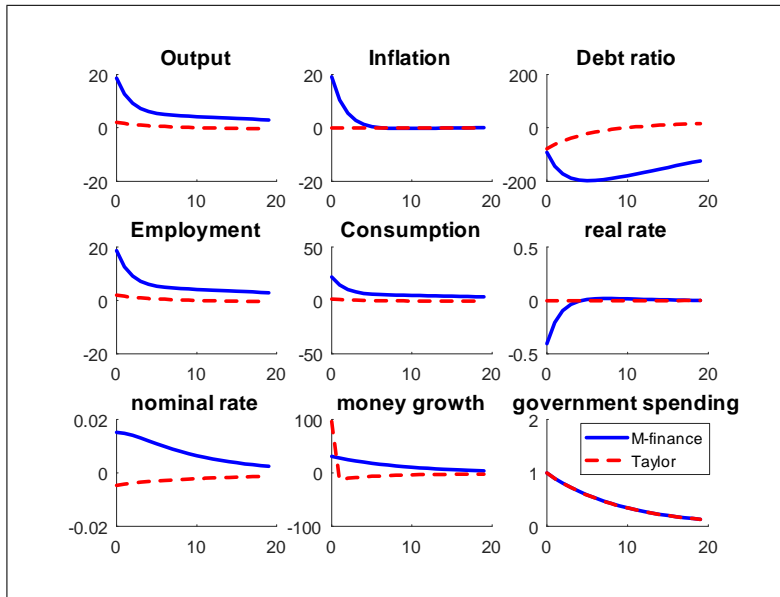 Output Inflation Debt ratio
20 20 200
0 0 0
-20 -20 -200
0 10 20 0 10 20 0 10 20
Employment Consumption real rate
20 50 0.5
0 0 0
-20 -50 -0.5
0 10 20 0 10 20 0 10 20
nominal rate money growth government spending
0.02 100 2
M-finance
Taylor
0 0 1
-0.02 -100 0
0 10 20 0 10 20 0 10 20